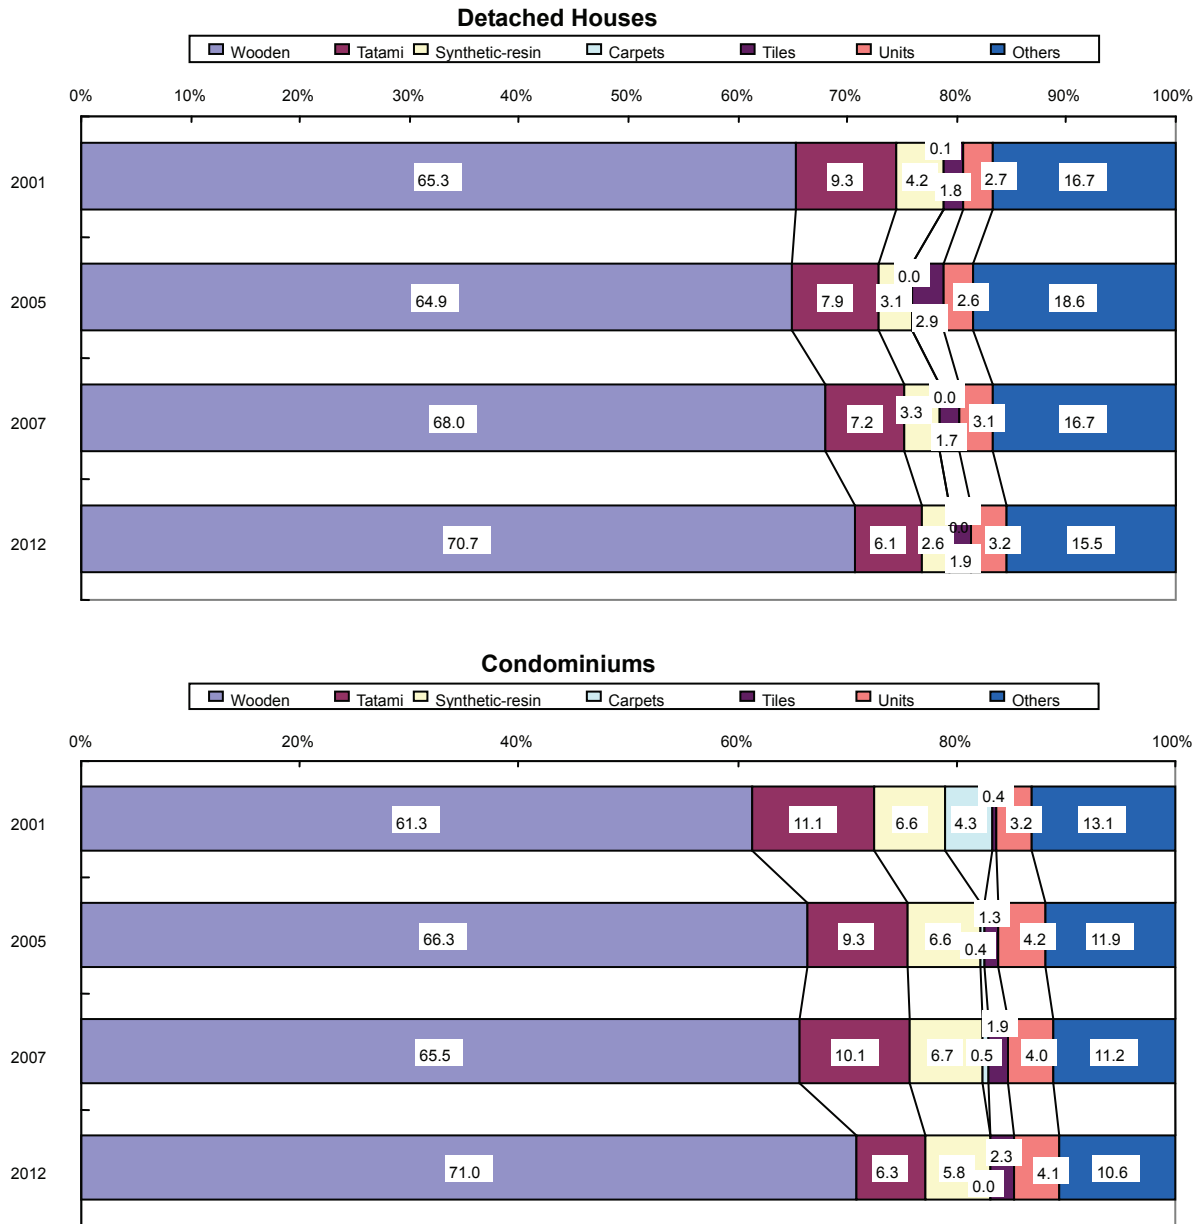 Detached Houses
Wooden Tatami Synthetic-resin Carpets Tiles Units Others
0% 10% 20% 30% 40% 50% 60% 70% 80% 90% 100%
2001 65.3 9.3 4.2 0.1 1.8 2.7 16.7
2005 64.9 7.9 3.1 0.0 2.9 2.6 18.6
2007 68.0 7.2 3.3 0.0 1.7 3.1 16.7
2012 70.7 6.1 2.6 0.0 1.9 3.2 15.5
Condominiums
Wooden Tatami Synthetic-resin Carpets Tiles Units Others
0% 20% 40% 60% 80% 100%
2001 61.3 11.1 6.6 4.3 0.4 3.2 13.1
2005 66.3 9.3 6.6 0.4 1.3 4.2 11.9
2007 65.5 10.1 6.7 0.5 1.9 4.0 11.2
2012 71.0 6.3 5.8 0.0 2.3 4.1 10.6